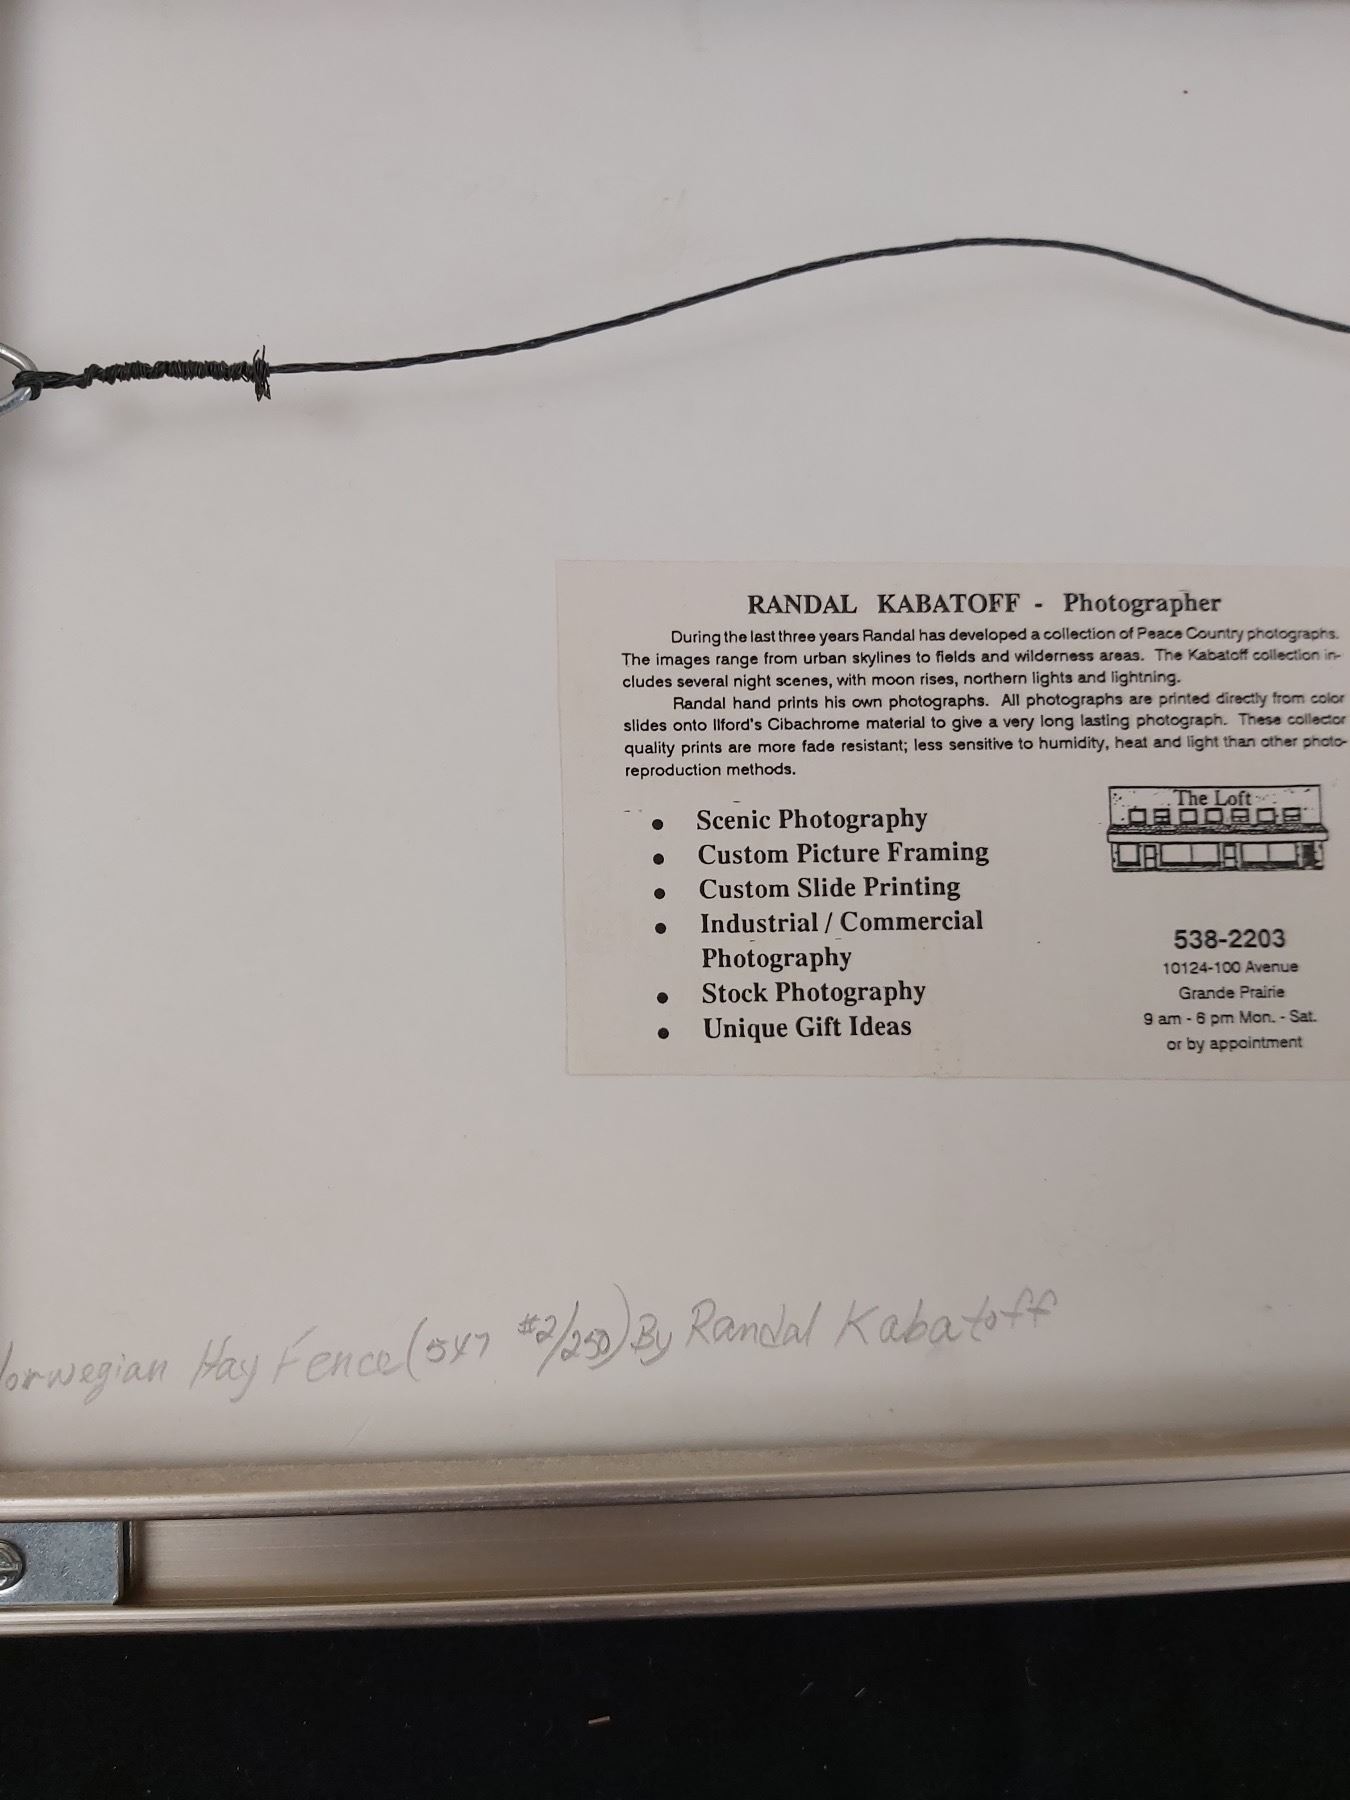 RANDAL KABATOFF - Photographer
During the last three years Randal has developed a collection of Peace Country photographs.
The images range from urban skylines to fields and wilderness areas. The Kabatoff collection in-
cludes several night scenes, with moon rises, northern lights and lightning.
Randal hand prints his own photographs. All photographs are printed directly from color
slides onto Ilford's Cibachrome material to give a very long lasting photograph. These collector
quality prints are more fade resistant; less sensitive to humidity, heat and light than other photo-
reproduction methods.
• Scenic Photography
• Custom Picture Framing
• Custom Slide Printing
• Industrial / Commercial
Photography
• Stock Photography
• Unique Gift Ideas
The Loft
538-2203
10124-100 Avenue
Grande Prairie
9 am - 6 pm Mon. - Sat.
or by appointment
Norwegian Hay Fence (547 #2/250) By Randal Kabatoff